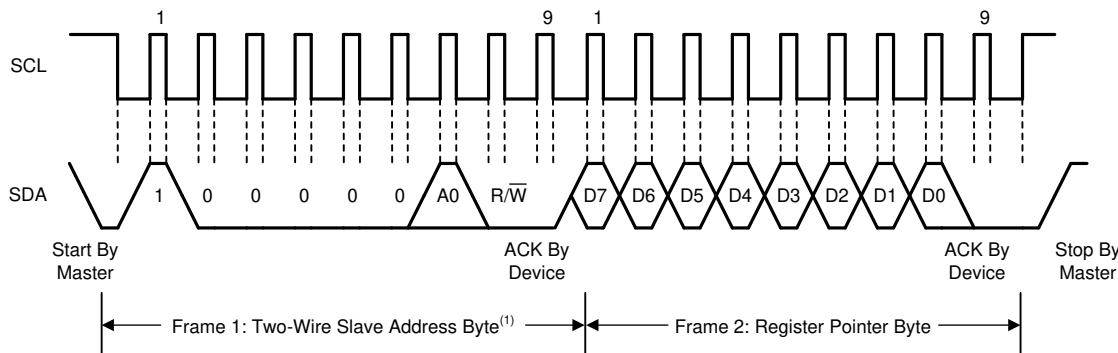 1 9 1 9
SCL
SDA 1 0 0 0 0 0 A0 R/W̅ D7 D6 D5 D4 D3 D2 D1 D0
Start By
Master
ACK By
Device
ACK By
Device
Stop By
Master
Frame 1: Two-Wire Slave Address Byte(1)
Frame 2: Register Pointer Byte